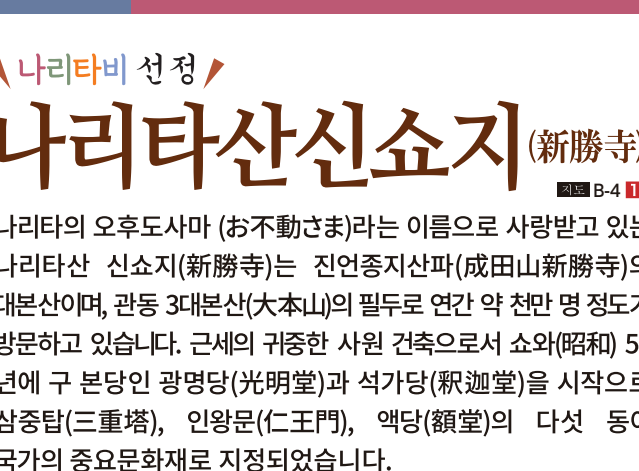 나리타비 선정
나리타산신쇼지(新勝寺)
지도 B-4 1
나리타의 오후도사마 (お不動さま)라는 이름으로 사랑받고 있는
나리타산 신쇼지(新勝寺)는 진언종지산파(成田山新勝寺)의
대본산이며, 관동 3대본산(大本山)의 필두로 연간 약 천만 명 정도가
방문하고 있습니다. 근세의 귀중한 사원 건축으로서 쇼와(昭和) 5
년에 구 본당인 광명당(光明堂)과 석가당(釈迦堂)을 시작으로
삼중탑(三重塔), 인왕문(仁王門), 액당(額堂)의 다섯 동이
국가의 중요문화재로 지정되었습니다.